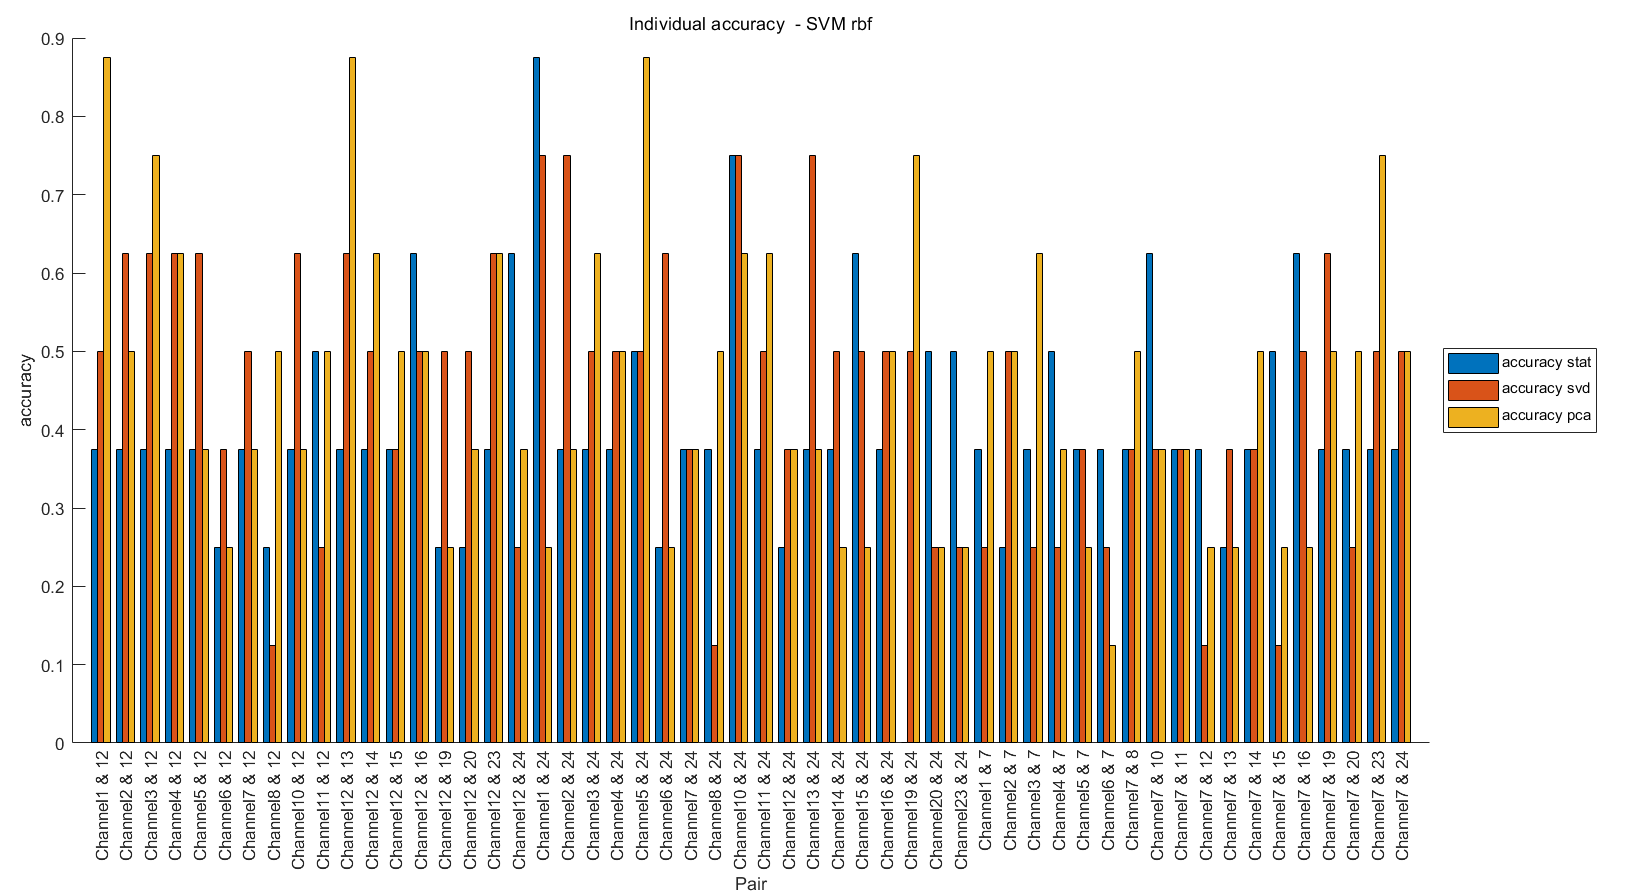 Individual accuracy  - SVM rbf
0.9
0.8
0.7
0.6
0.5
0.4
0.3
0.2
0.1
0
accuracy
accuracy stat
accuracy svd
accuracy pca
Channel1 & 12
Channel2 & 12
Channel3 & 12
Channel4 & 12
Channel5 & 12
Channel6 & 12
Channel7 & 12
Channel8 & 12
Channel10 & 12
Channel11 & 12
Channel12 & 13
Channel12 & 14
Channel12 & 15
Channel12 & 16
Channel12 & 19
Channel12 & 20
Channel12 & 23
Channel12 & 24
Channel1 & 24
Channel2 & 24
Channel3 & 24
Channel4 & 24
Channel5 & 24
Channel6 & 24
Channel7 & 24
Channel8 & 24
Channel10 & 24
Channel11 & 24
Channel12 & 24
Channel13 & 24
Channel14 & 24
Channel15 & 24
Channel16 & 24
Channel19 & 24
Channel20 & 24
Channel23 & 24
Channel1 & 7
Channel2 & 7
Channel3 & 7
Channel4 & 7
Channel5 & 7
Channel6 & 7
Channel7 & 8
Channel7 & 10
Channel7 & 11
Channel7 & 12
Channel7 & 13
Channel7 & 14
Channel7 & 15
Channel7 & 16
Channel7 & 19
Channel7 & 20
Channel7 & 23
Channel7 & 24
Pair